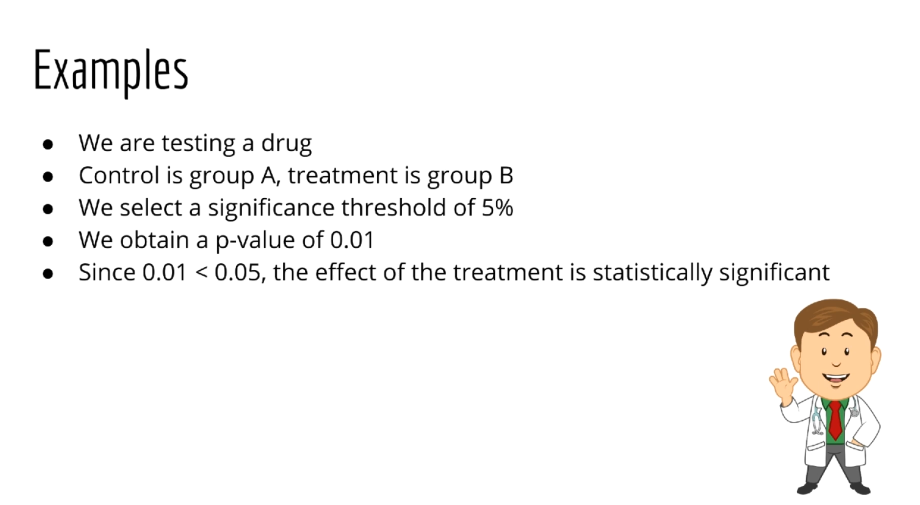 Examples
● We are testing a drug
● Control is group A, treatment is group B
● We select a significance threshold of 5%
● We obtain a p-value of 0.01
● Since 0.01 < 0.05, the effect of the treatment is statistically significant